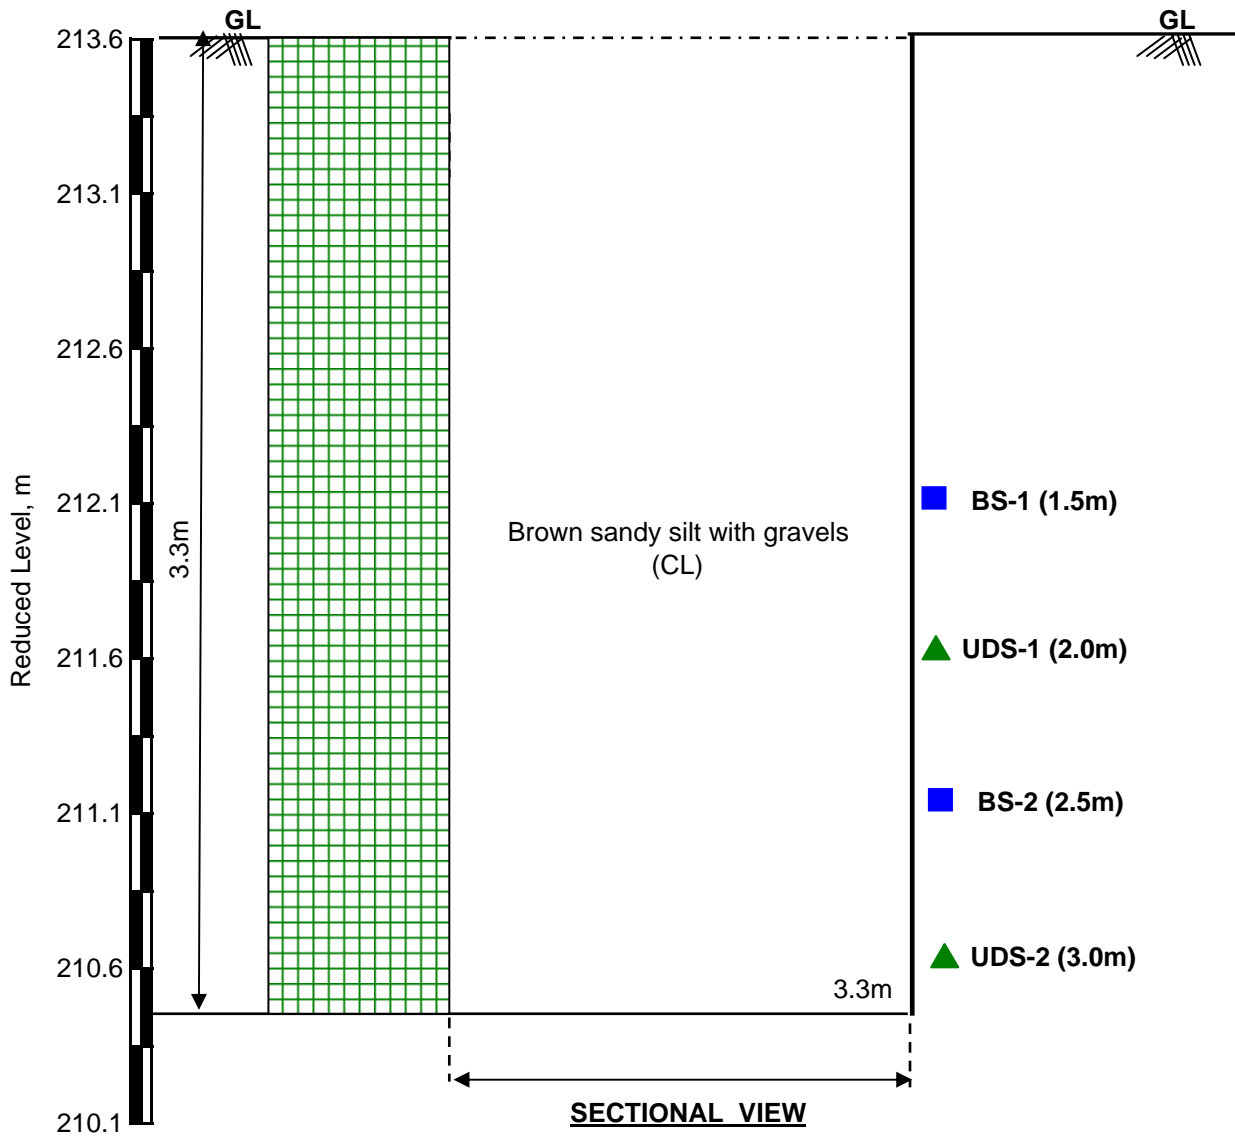 GL
GL
213.6
213.1
212.6
212.1
211.6
211.1
210.6
210.1
Reduced Level, m
3.3m
Brown sandy silt with gravels
(CL)
BS-1 (1.5m)
UDS-1 (2.0m)
BS-2 (2.5m)
UDS-2 (3.0m)
3.3m
SECTIONAL VIEW